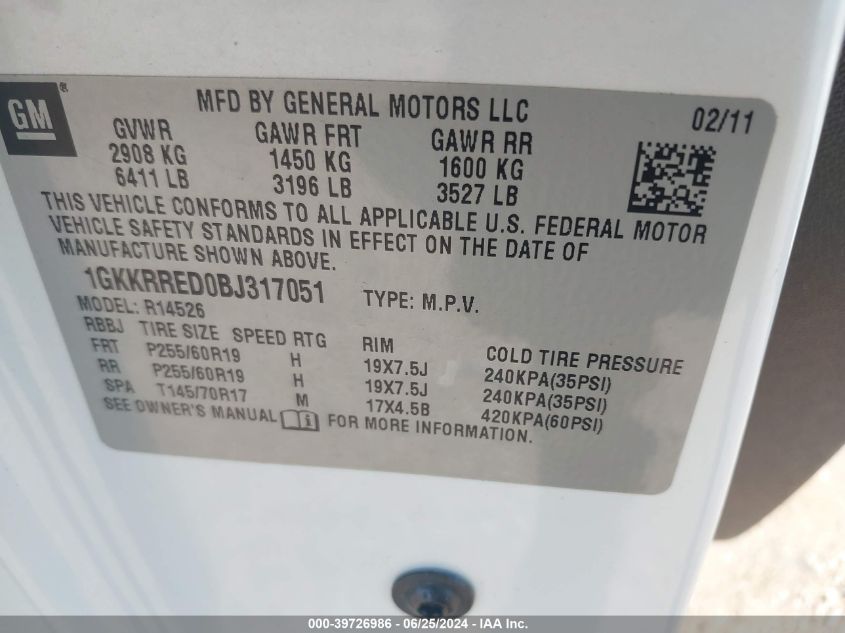 GM ®
MFD BY GENERAL MOTORS LLC 02/11
GVWR GAWR FRT GAWR RR
2908 KG 1450 KG 1600 KG
6411 LB 3196 LB 3527 LB
THIS VEHICLE CONFORMS TO ALL APPLICABLE U.S. FEDERAL MOTOR
VEHICLE SAFETY STANDARDS IN EFFECT ON THE DATE OF
MANUFACTURE SHOWN ABOVE.
1GKKRRED0BJ317051 TYPE: M.P.V.
MODEL: R14526
RBBJ TIRE SIZE SPEED RTG RIM COLD TIRE PRESSURE
FRT P255/60R19 H 19X7.5J 240KPA(35PSI)
RR P255/60R19 H 19X7.5J 240KPA(35PSI)
SPA T145/70R17 M 17X4.5B 420KPA(60PSI)
SEE OWNER'S MANUAL FOR MORE INFORMATION.
000-39726986 - 06/25/2024 - IAA Inc.